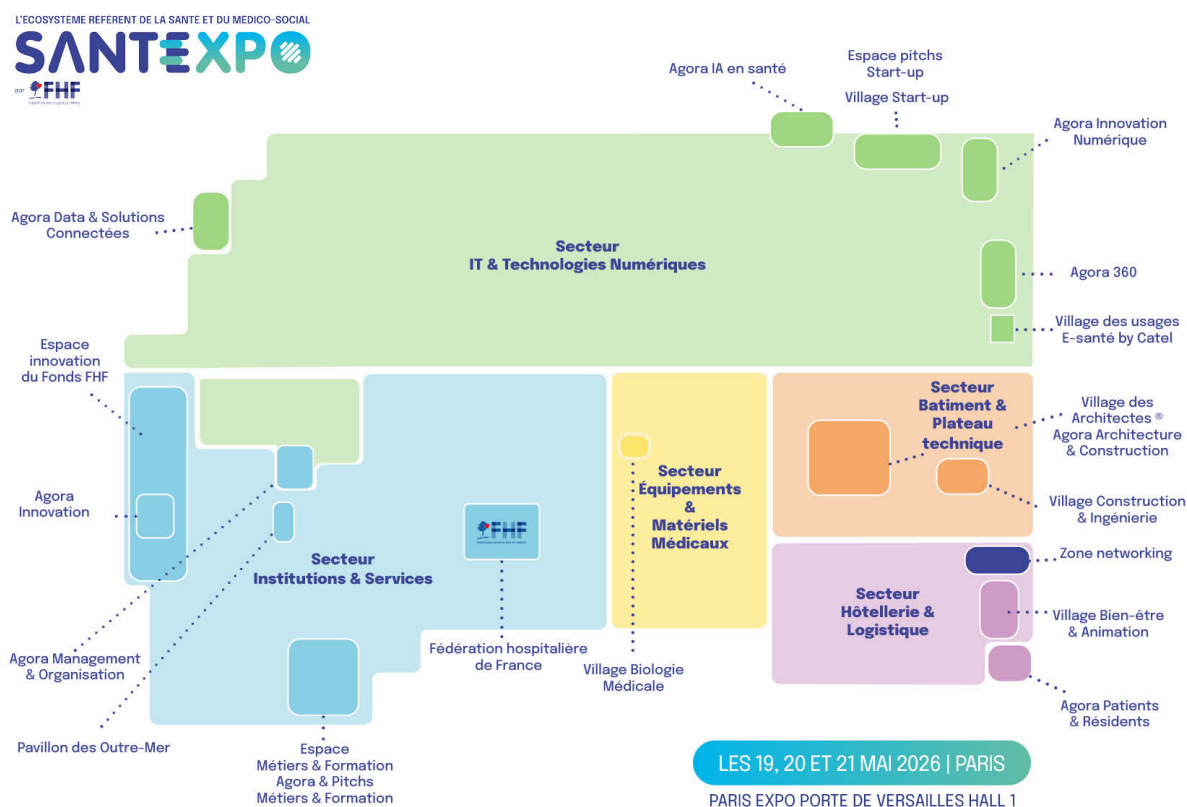 L'ÉCOSYSTÈME RÉFÉRENT DE LA SANTÉ ET DU MÉDICO-SOCIAL
SANTEXPO
par FHF
Agora IA en santé
Espace pitchs
Start-up
Village Start-up
Agora Innovation
Numérique
Agora Data & Solutions
Connectées
Secteur
IT & Technologies Numériques
Agora 360
Village des usages
E-santé by Catel
Espace
innovation
du Fonds FHF
Secteur
Batiment &
Plateau
technique
Village des
Architectes ®
Agora Architecture
& Construction
Agora
Innovation
Secteur
Équipements
&
Matériels
Médicaux
Village Construction
& Ingénierie
FHF
Secteur
Institutions & Services
Zone networking
Secteur
Hôtellerie &
Logistique
Village Bien-être
& Animation
Agora Management
& Organisation
Fédération hospitalière
de France
Village Biologie
Médicale
Agora Patients
& Résidents
Pavillon des Outre-Mer
Espace
Métiers & Formation
Agora & Pitchs
Métiers & Formation
LES 19, 20 ET 21 MAI 2026 | PARIS
PARIS EXPO PORTE DE VERSAILLES HALL 1